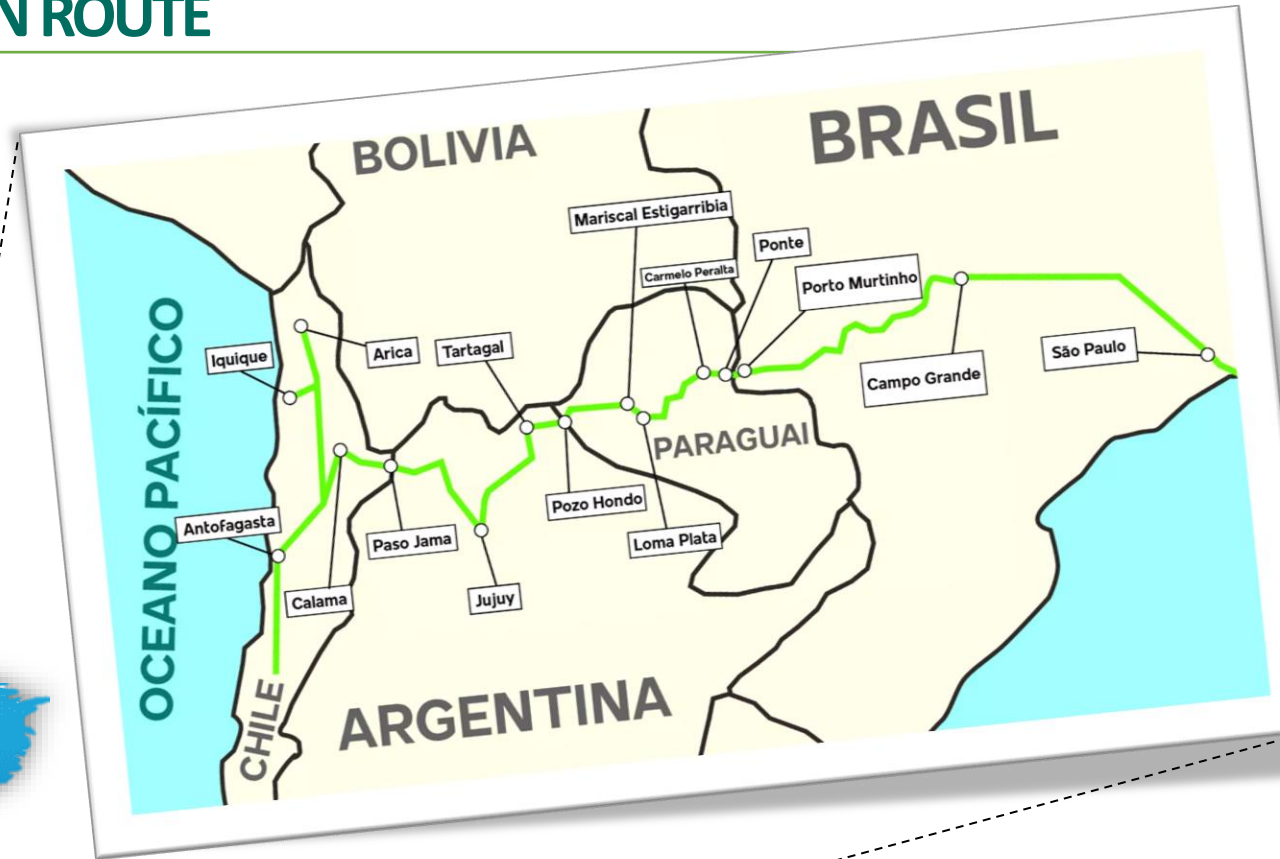 N ROUTE
BOLIVIA
BRASIL
Mariscal Estigarribia
Ponte
Carmelo Peralta
Porto Murtinho
Iquique
Arica
Tartagal
Campo Grande
São Paulo
OCEANO PACÍFICO
PARAGUAI
Antofagasta
Pozo Hondo
Paso Jama
Loma Plata
Calama
Jujuy
CHILE
ARGENTINA